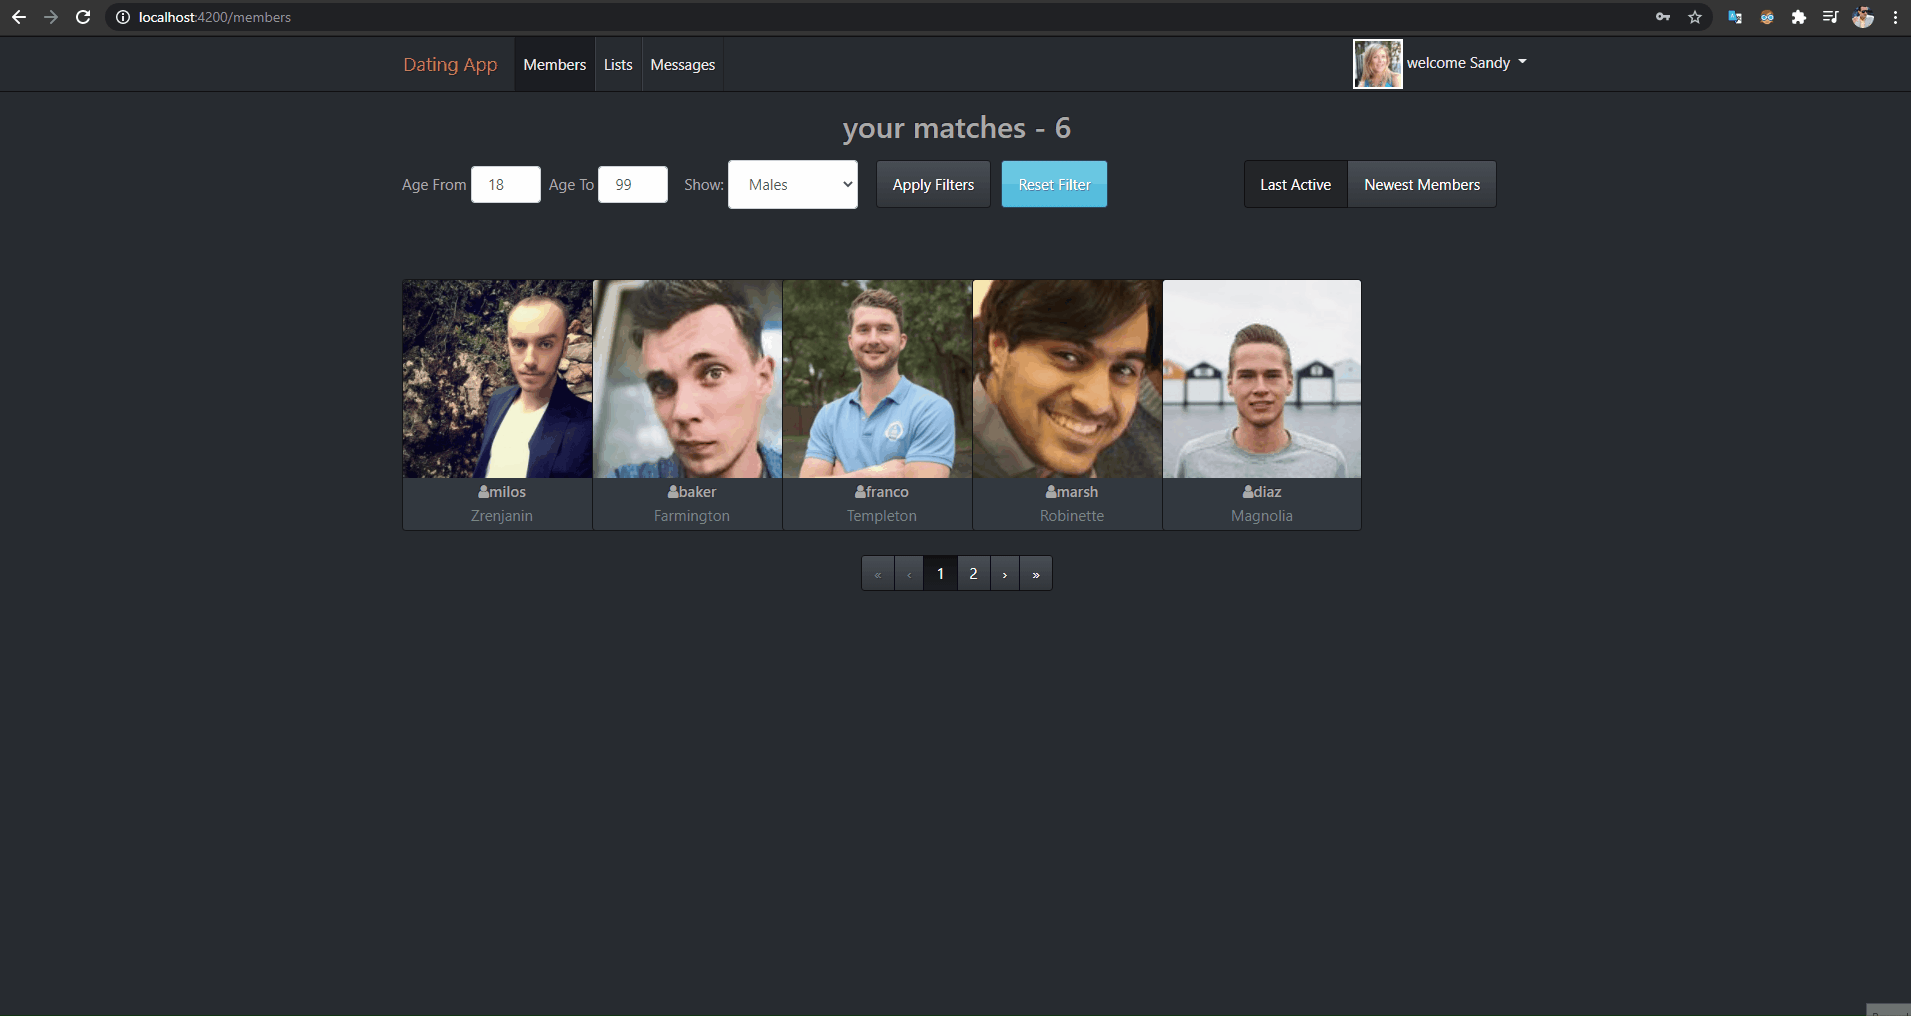 localhost:4200/members
Dating App Members Lists Messages welcome Sandy
your matches - 6
Age From 18 Age To 99 Show: Males Apply Filters Reset Filter Last Active Newest Members
milos baker franco marsh diaz
Zrenjanin Farmington Templeton Robinette Magnolia
« ‹ 1 2 › »